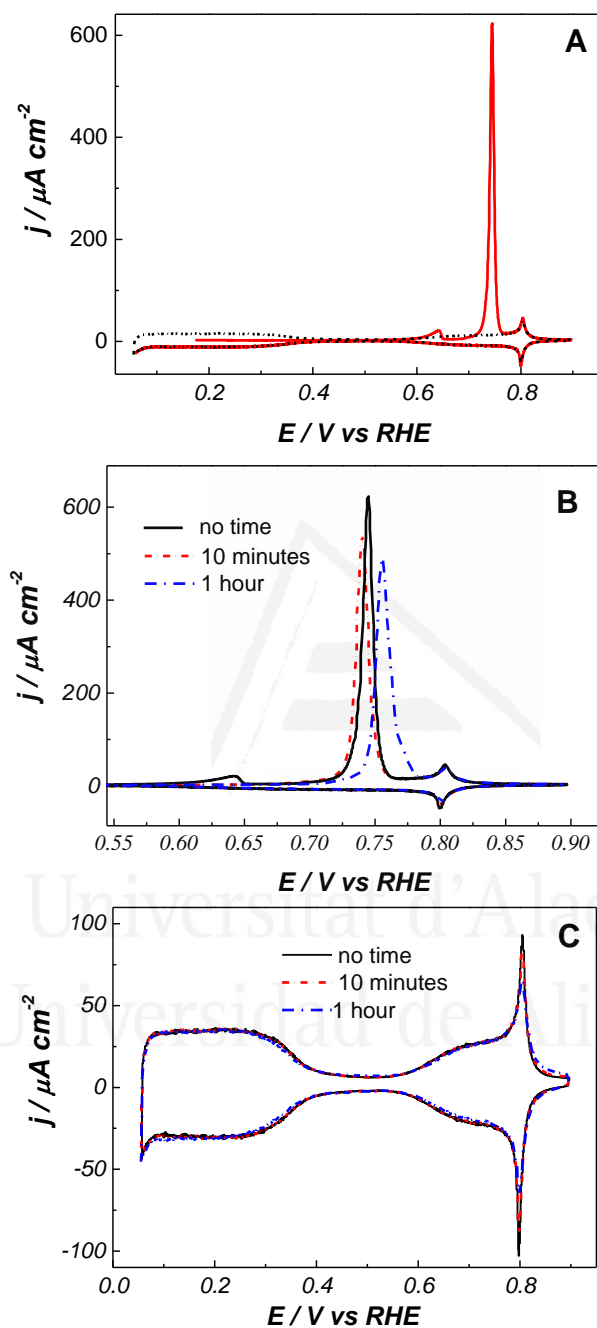 A
600
400
200
0
j / μA cm⁻²
0.2 0.4 0.6 0.8
E / V vs RHE
B
no time
10 minutes
1 hour
600
400
200
0
j / μA cm⁻²
0.55 0.60 0.65 0.70 0.75 0.80 0.85 0.90
E / V vs RHE
Universitat d'Alac
Universidad de Ali
C
no time
10 minutes
1 hour
100
50
0
-50
-100
j / μA cm⁻²
0.0 0.2 0.4 0.6 0.8
E / V vs RHE